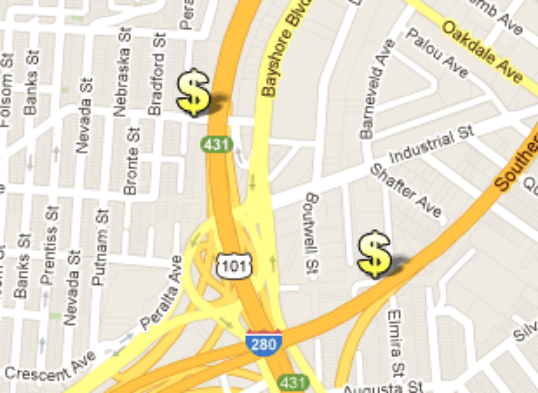 Bayshore Blvd
Oakdale Ave
Palou Ave
Barneveld Ave
Folsom St
Banks St
Nevada St
Nebraska St
Bradford St
$
431
Bronte St
Industrial St
Shafter Ave
Boutwell St
Banks St
Prentiss St
Nevada St
Putnam St
Peralta Ave
101
$
280
Elmira St
Crescent Ave
431
Augusta St